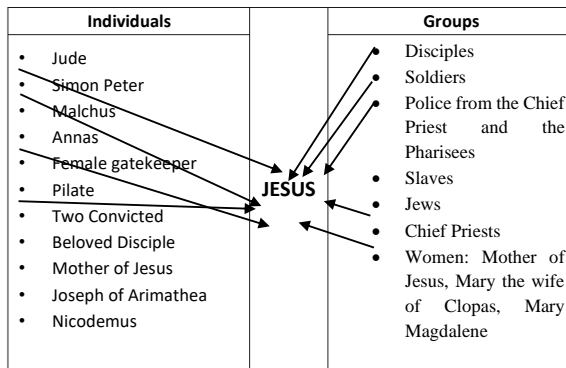 Individuals
• Jude
• Simon Peter
• Malchus
• Annas
• Female gatekeeper
• Pilate
• Two Convicted
• Beloved Disciple
• Mother of Jesus
• Joseph of Arimathea
• Nicodemus
JESUS
Groups
• Disciples
• Soldiers
• Police from the Chief
Priest and the
Pharisees
• Slaves
• Jews
• Chief Priests
• Women: Mother of
Jesus, Mary the wife
of Clopas, Mary
Magdalene